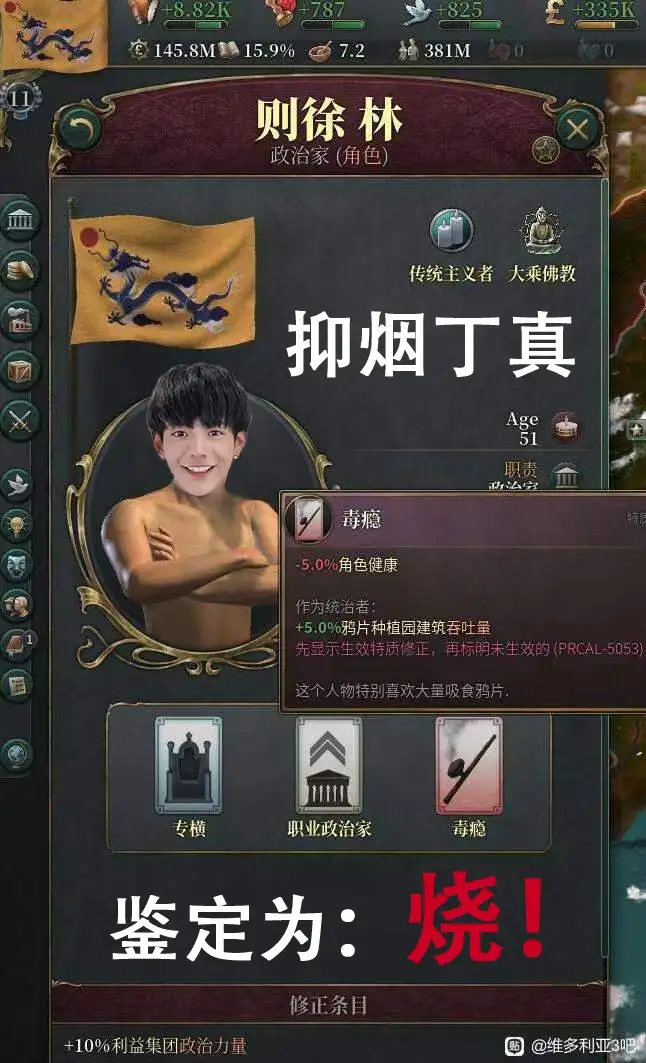 +8.82K +787 +825 +335K
145.8M 15.9% 7.2 381M 0 0
11
则徐 林
政治家 (角色)
传统主义者 大乘佛教
抑烟丁真
Age
51
职责
政治家
毒瘾
-5.0%角色健康
作为统治者:
+5.0%鸦片种植园建筑吞吐量
先显示生效特质修正，再标明未生效的 (PRCAL-5053)
这个人物特别喜欢大量吸食鸦片.
1
专横 职业政治家 毒瘾
鉴定为：烧！
修正条目
+10%利益集团政治力量
贴 @维多利亚3吧